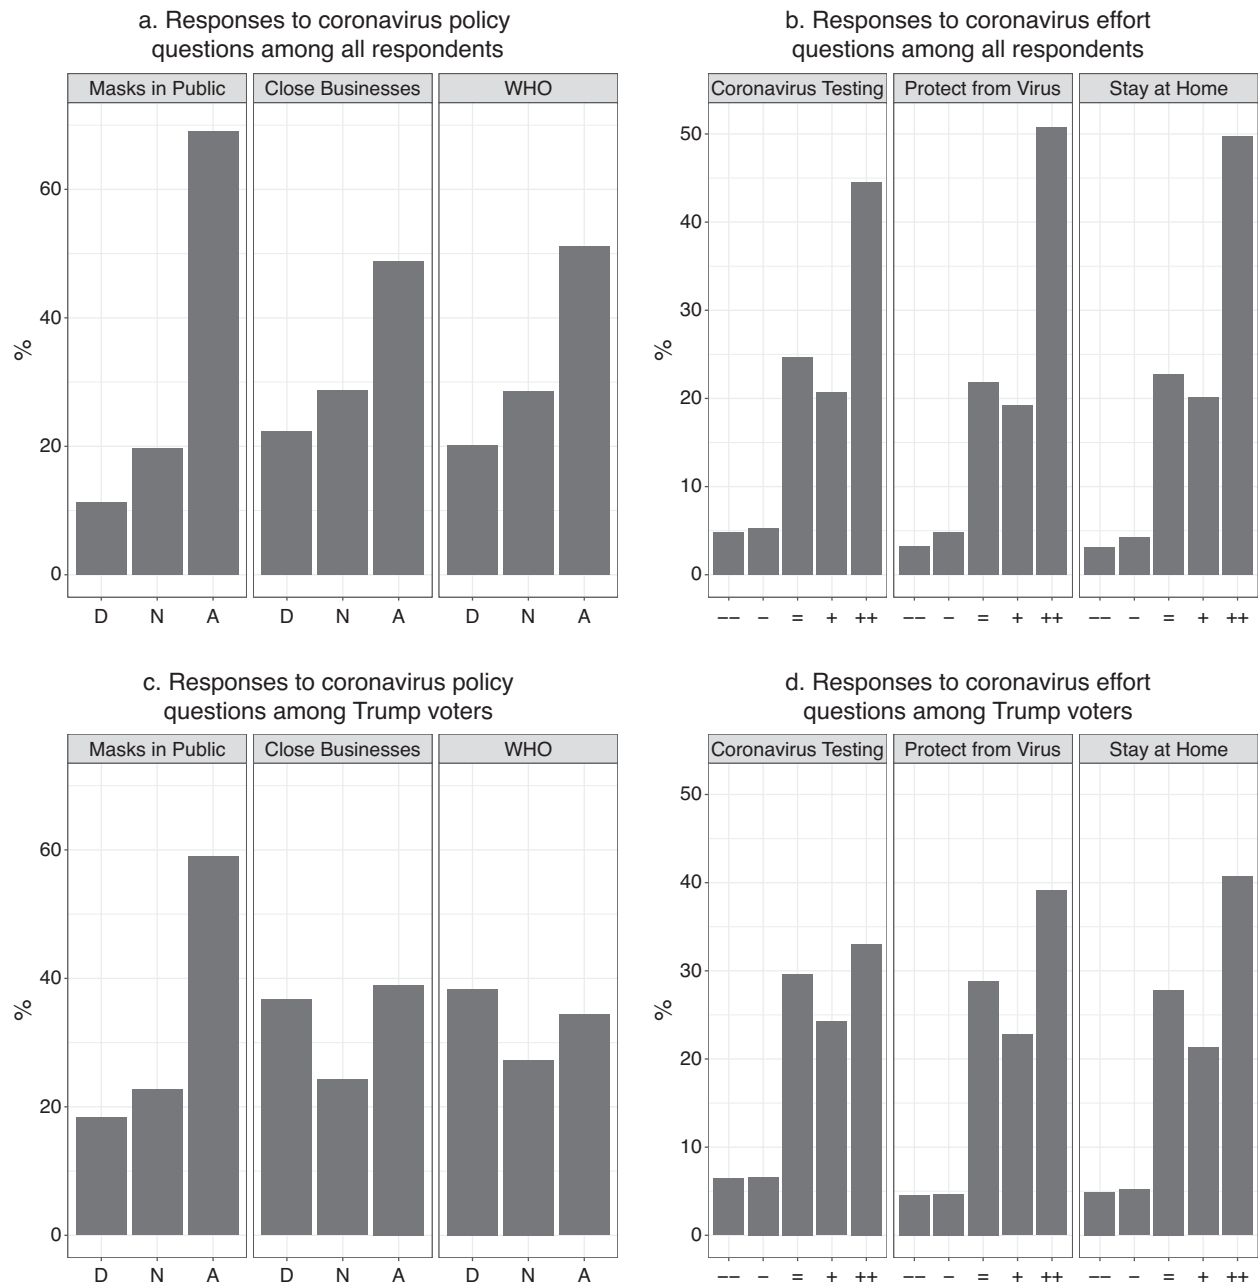 a. Responses to coronavirus policy
questions among all respondents
Masks in Public Close Businesses WHO
60
40
20
0
%
D N A D N A D N A
b. Responses to coronavirus effort
questions among all respondents
Coronavirus Testing Protect from Virus Stay at Home
50
40
30
20
10
0
%
−− − = + ++ −− − = + ++ −− − = + ++
c. Responses to coronavirus policy
questions among Trump voters
Masks in Public Close Businesses WHO
60
40
20
0
%
D N A D N A D N A
d. Responses to coronavirus effort
questions among Trump voters
Coronavirus Testing Protect from Virus Stay at Home
50
40
30
20
10
0
%
−− − = + ++ −− − = + ++ −− − = + ++